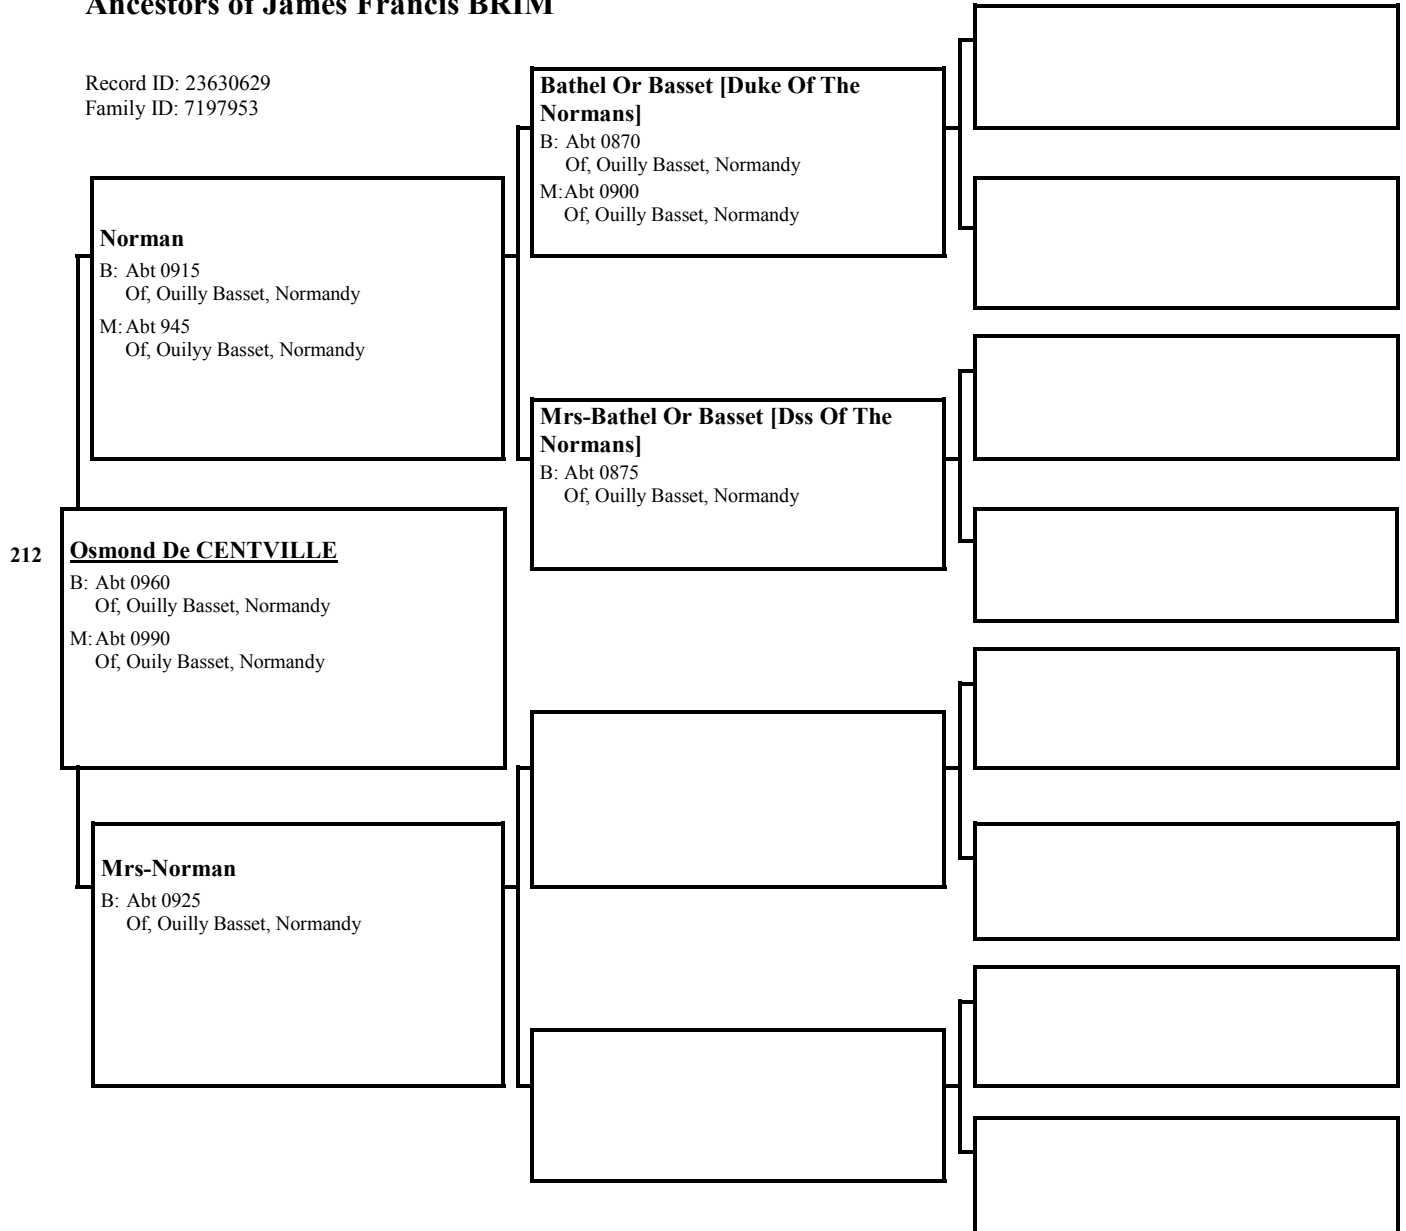 Ancestors of James Francis BRIM
Record ID: 23630629
Family ID: 7197953
Bathel Or Basset [Duke Of The
Normans]
B: Abt 0870
Of, Ouilly Basset, Normandy
M: Abt 0900
Of, Ouilly Basset, Normandy
Norman
B: Abt 0915
Of, Ouilly Basset, Normandy
M: Abt 945
Of, Ouilyy Basset, Normandy
Mrs-Bathel Or Basset [Dss Of The
Normans]
B: Abt 0875
Of, Ouilly Basset, Normandy
212
Osmond De CENTVILLE
B: Abt 0960
Of, Ouilly Basset, Normandy
M: Abt 0990
Of, Ouily Basset, Normandy
Mrs-Norman
B: Abt 0925
Of, Ouilly Basset, Normandy